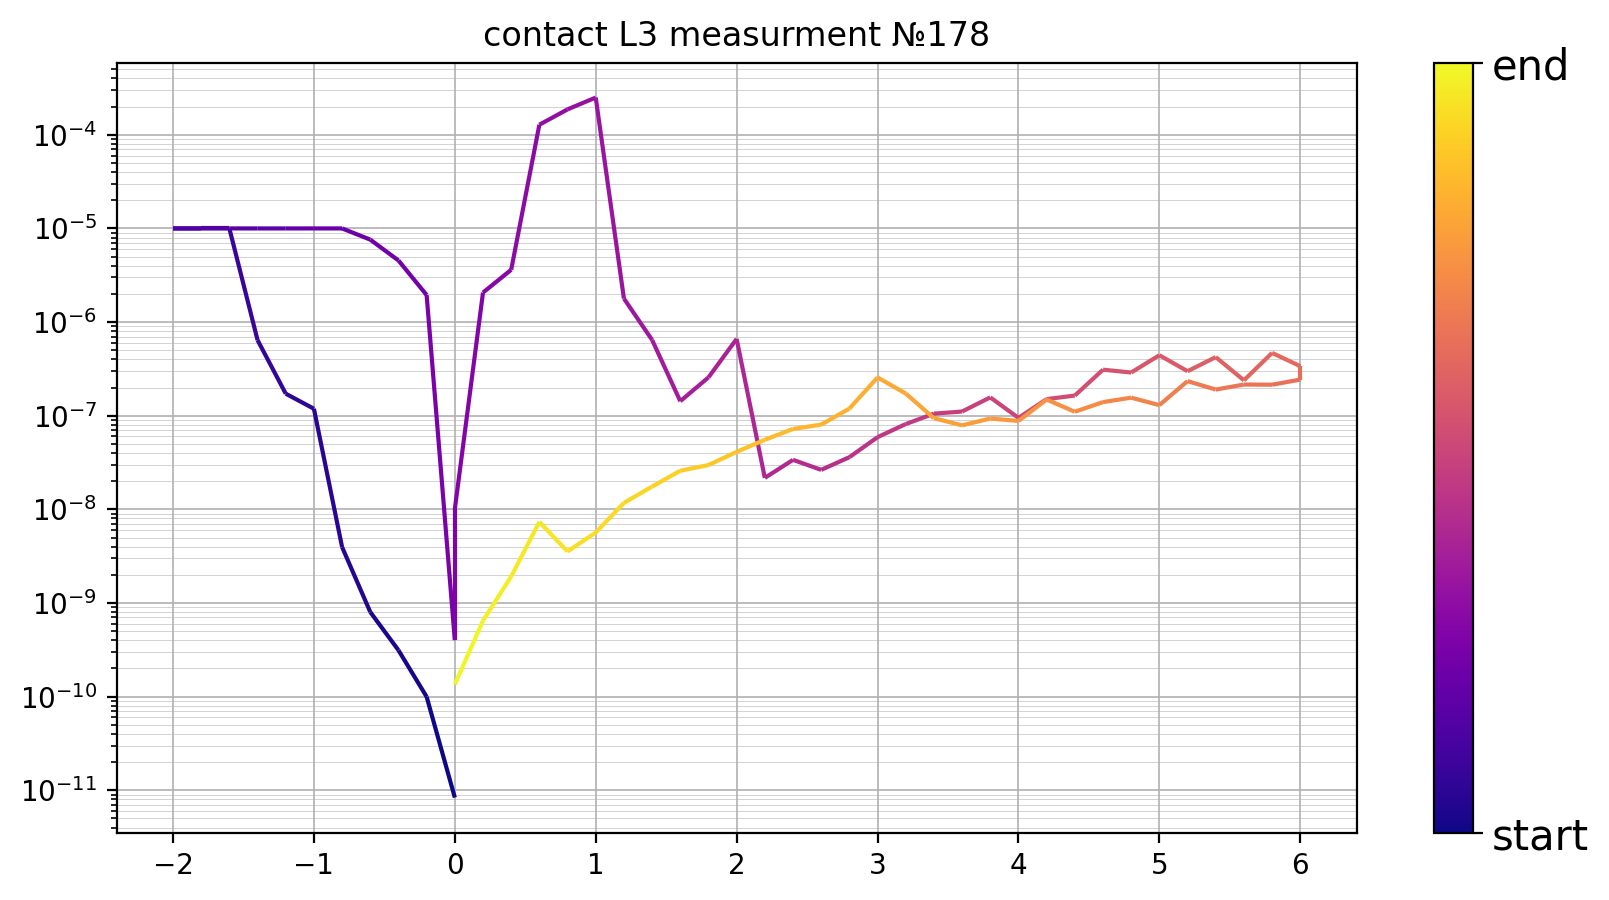 contact L3 measurment №178
10⁻⁴
10⁻⁵
10⁻⁶
10⁻⁷
10⁻⁸
10⁻⁹
10⁻¹⁰
10⁻¹¹
−2 −1 0 1 2 3 4 5 6
end
start